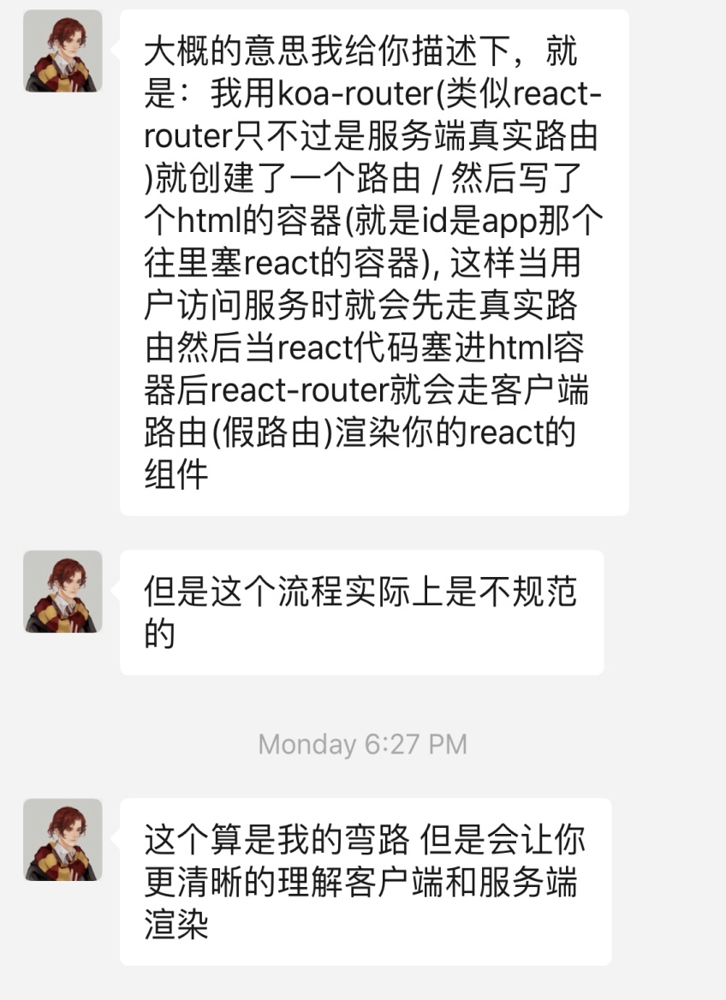 大概的意思我给你描述下，就
是：我用koa-router(类似react-
router只不过是服务端真实路由
)就创建了一个路由 / 然后写了
个html的容器(就是id是app那个
往里塞react的容器), 这样当用
户访问服务时就会先走真实路
由然后当react代码塞进html容
器后react-router就会走客户端
路由(假路由)渲染你的react的
组件
但是这个流程实际上是不规范
的
Monday 6:27 PM
这个算是我的弯路 但是会让你
更清晰的理解客户端和服务端
渲染